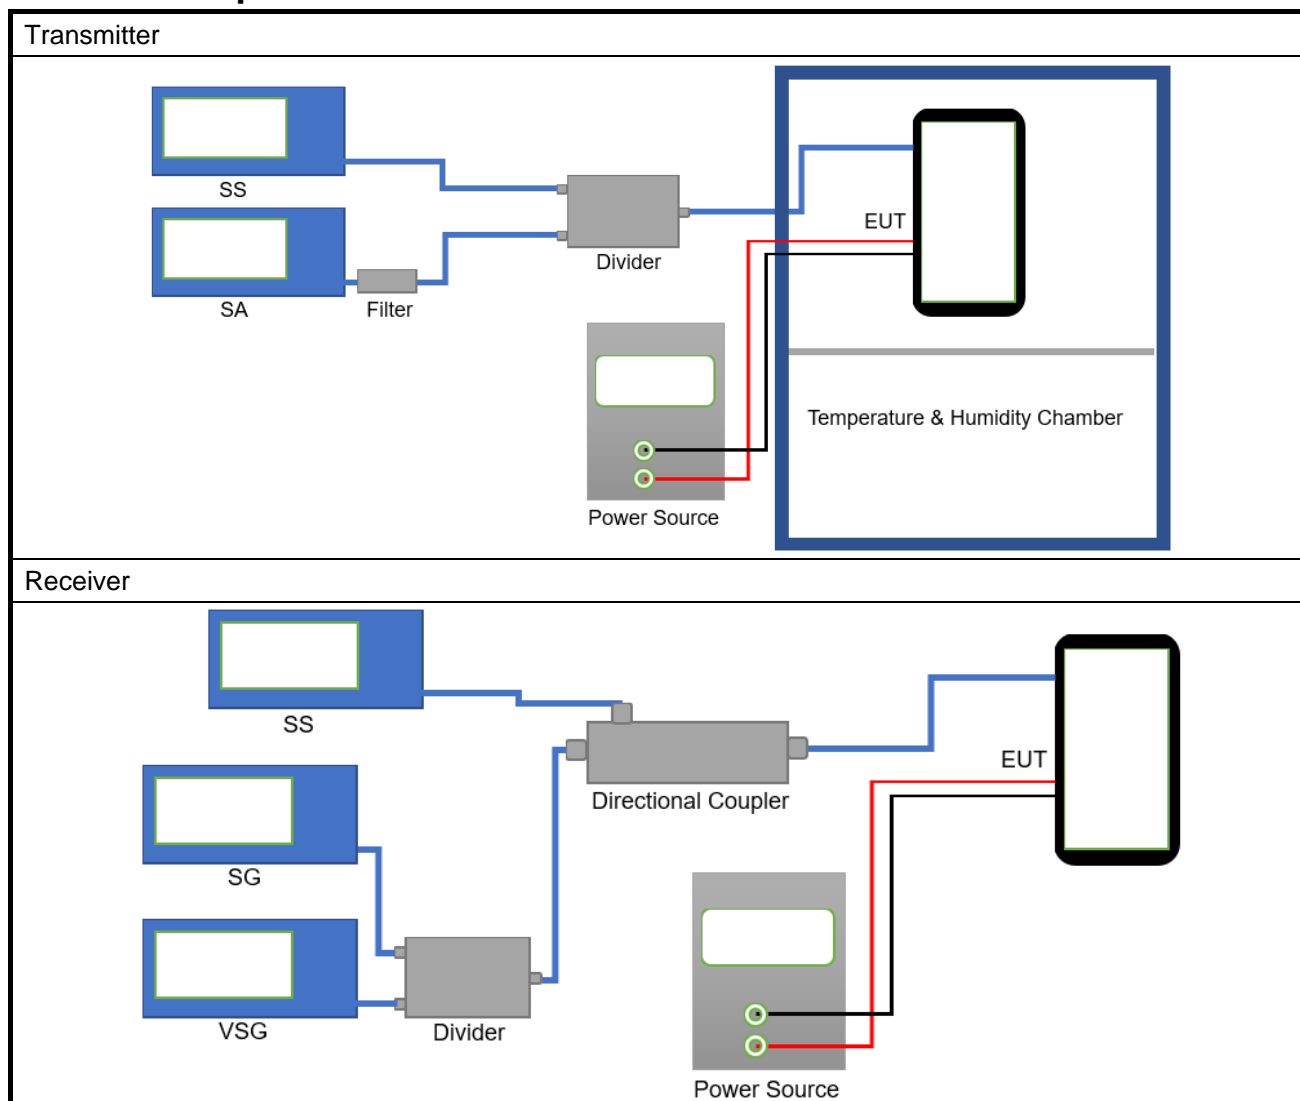 Transmitter
SS
SA
Filter
Divider
EUT
Temperature & Humidity Chamber
Power Source
Receiver
SS
SG
VSG
Divider
Directional Coupler
EUT
Power Source